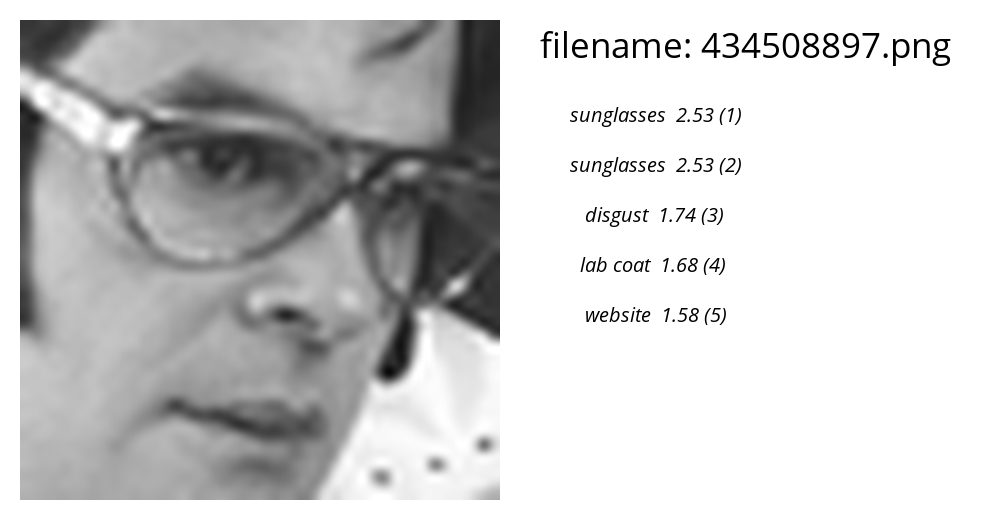 filename: 434508897.png
sunglasses 2.53 (1)
sunglasses 2.53 (2)
disgust 1.74 (3)
lab coat 1.68 (4)
website 1.58 (5)